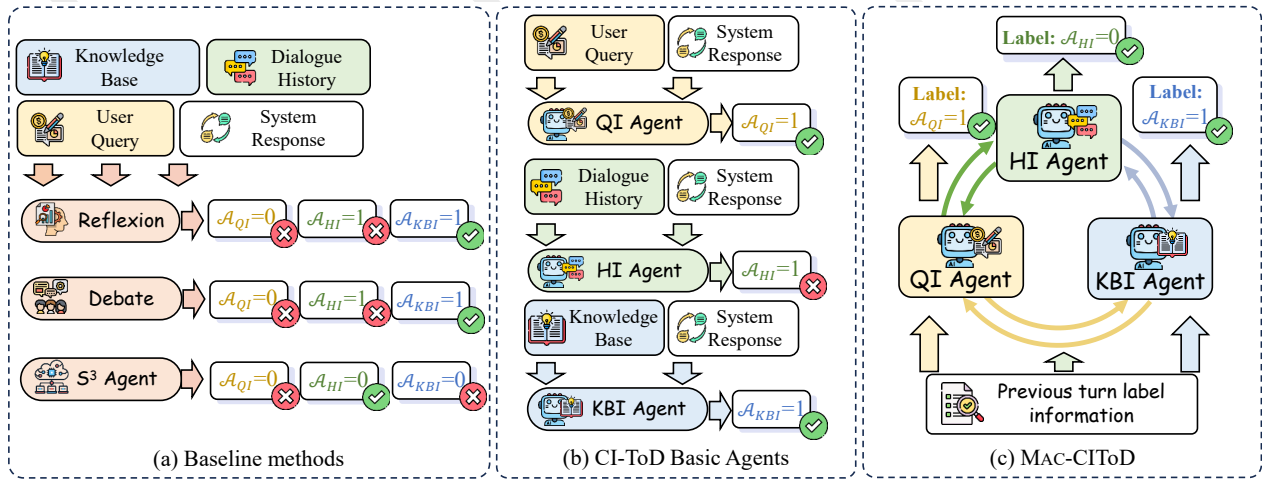 Knowledge
Base
Dialogue
History
User
Query
System
Response
Reflexion
𝒜QI=0
𝒜HI=1
𝒜KBI=1
Debate
𝒜QI=0
𝒜HI=1
𝒜KBI=1
S³ Agent
𝒜QI=0
𝒜HI=0
𝒜KBI=0
(a) Baseline methods
User
Query
System
Response
QI Agent
𝒜QI=1
Dialogue
History
System
Response
HI Agent
𝒜HI=1
Knowledge
Base
System
Response
KBI Agent
𝒜KBI=1
(b) CI-ToD Basic Agents
Label: 𝒜HI=0
Label:
𝒜QI=1
Label:
𝒜KBI=1
AI
HI Agent
AI
QI Agent
AI
KBI Agent
Previous turn label
information
(c) MAC-CIToD